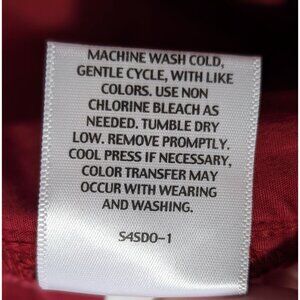 MACHINE WASH COLD,
GENTLE CYCLE, WITH LIKE
COLORS. USE NON
CHLORINE BLEACH AS
NEEDED. TUMBLE DRY
LOW. REMOVE PROMPTLY.
COOL PRESS IF NECESSARY,
COLOR TRANSFER MAY
OCCUR WITH WEARING
AND WASHING.
S4SDO-1